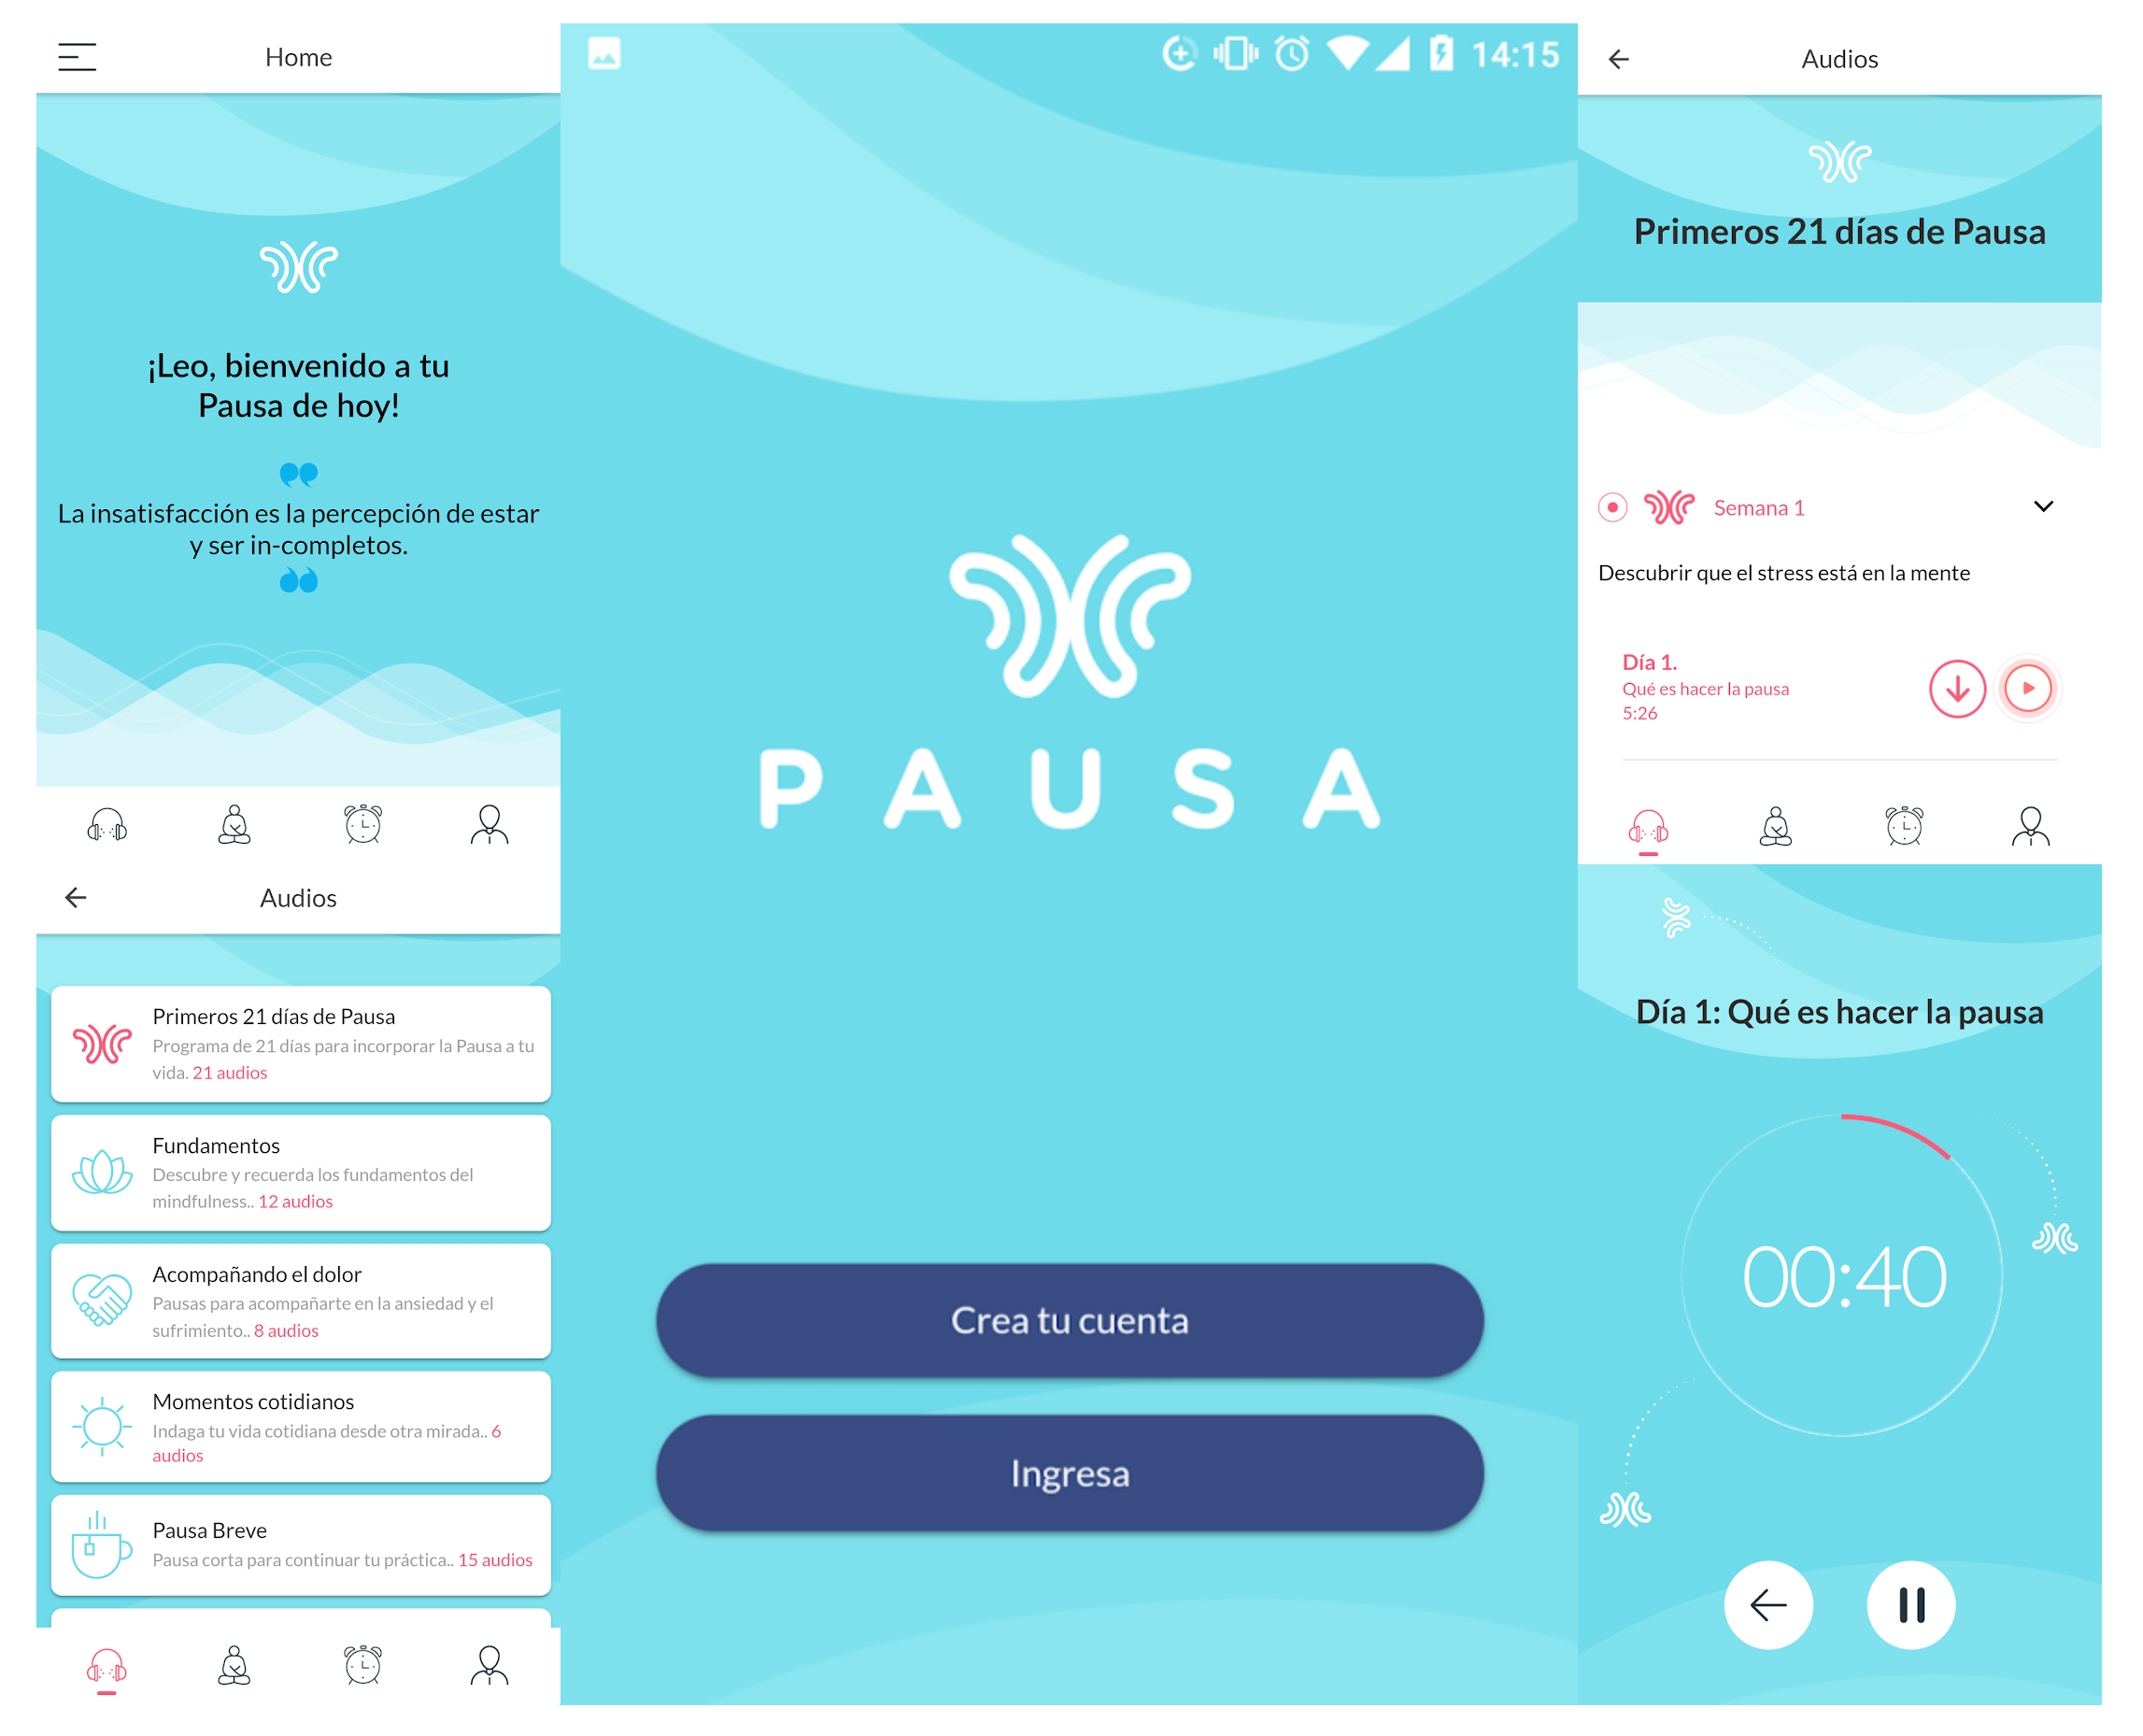 Home
¡Leo, bienvenido a tu
Pausa de hoy!
La insatisfacción es la percepción de estar
y ser in-completos.
Audios
Primeros 21 días de Pausa
Programa de 21 días para incorporar la Pausa a tu
vida. 21 audios
Fundamentos
Descubre y recuerda los fundamentos del
mindfulness.. 12 audios
Acompañando el dolor
Pausas para acompañarte en la ansiedad y el
sufrimiento.. 8 audios
Momentos cotidianos
Indaga tu vida cotidiana desde otra mirada.. 6
audios
Pausa Breve
Pausa corta para continuar tu práctica.. 15 audios
14:15
PAUSA
Crea tu cuenta
Ingresa
Audios
Primeros 21 días de Pausa
Semana 1
Descubrir que el stress está en la mente
Día 1.
Qué es hacer la pausa
5:26
Día 1: Qué es hacer la pausa
00:40